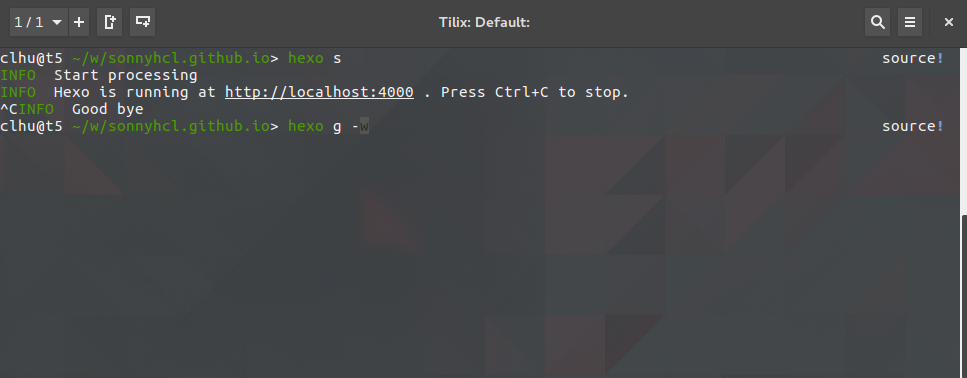 1 / 1
Tilix: Default:
clhu@t5 ~/w/sonnyhcl.github.io> hexo s source!
INFO  Start processing
INFO  Hexo is running at http://localhost:4000 . Press Ctrl+C to stop.
^CINFO  Good bye
clhu@t5 ~/w/sonnyhcl.github.io> hexo g -w source!